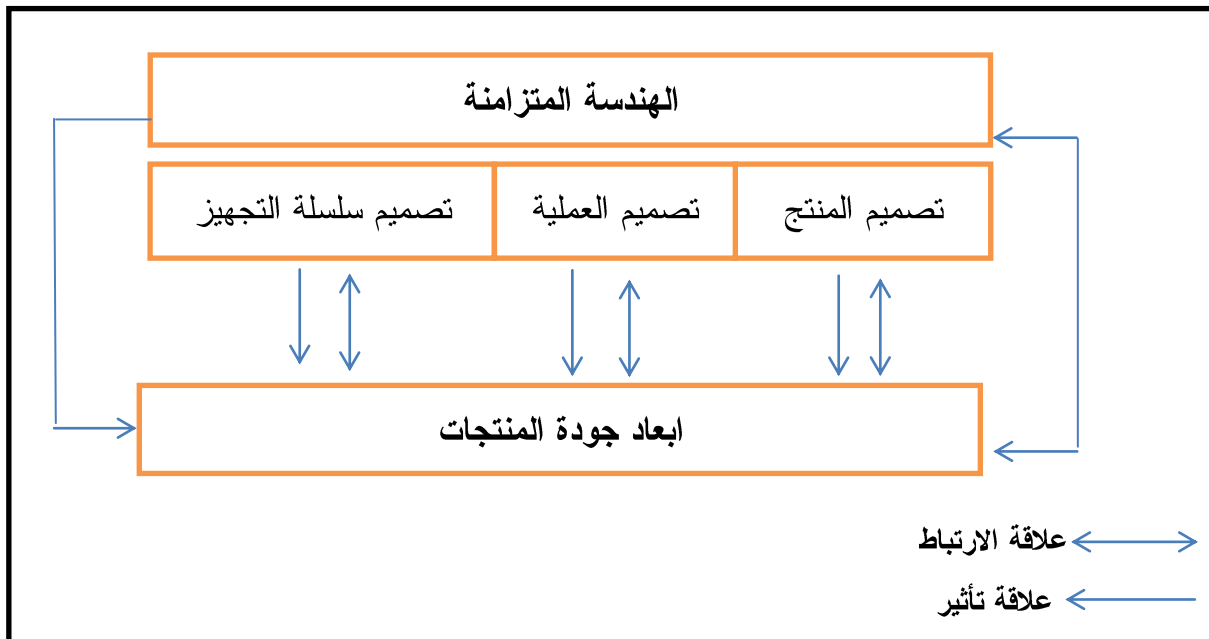 الهندسة المتزامنة
تصميم المنتج
تصميم العملية
تصميم سلسلة التجهيز
ابعاد جودة المنتجات
علاقة الارتباط
علاقة تأثير